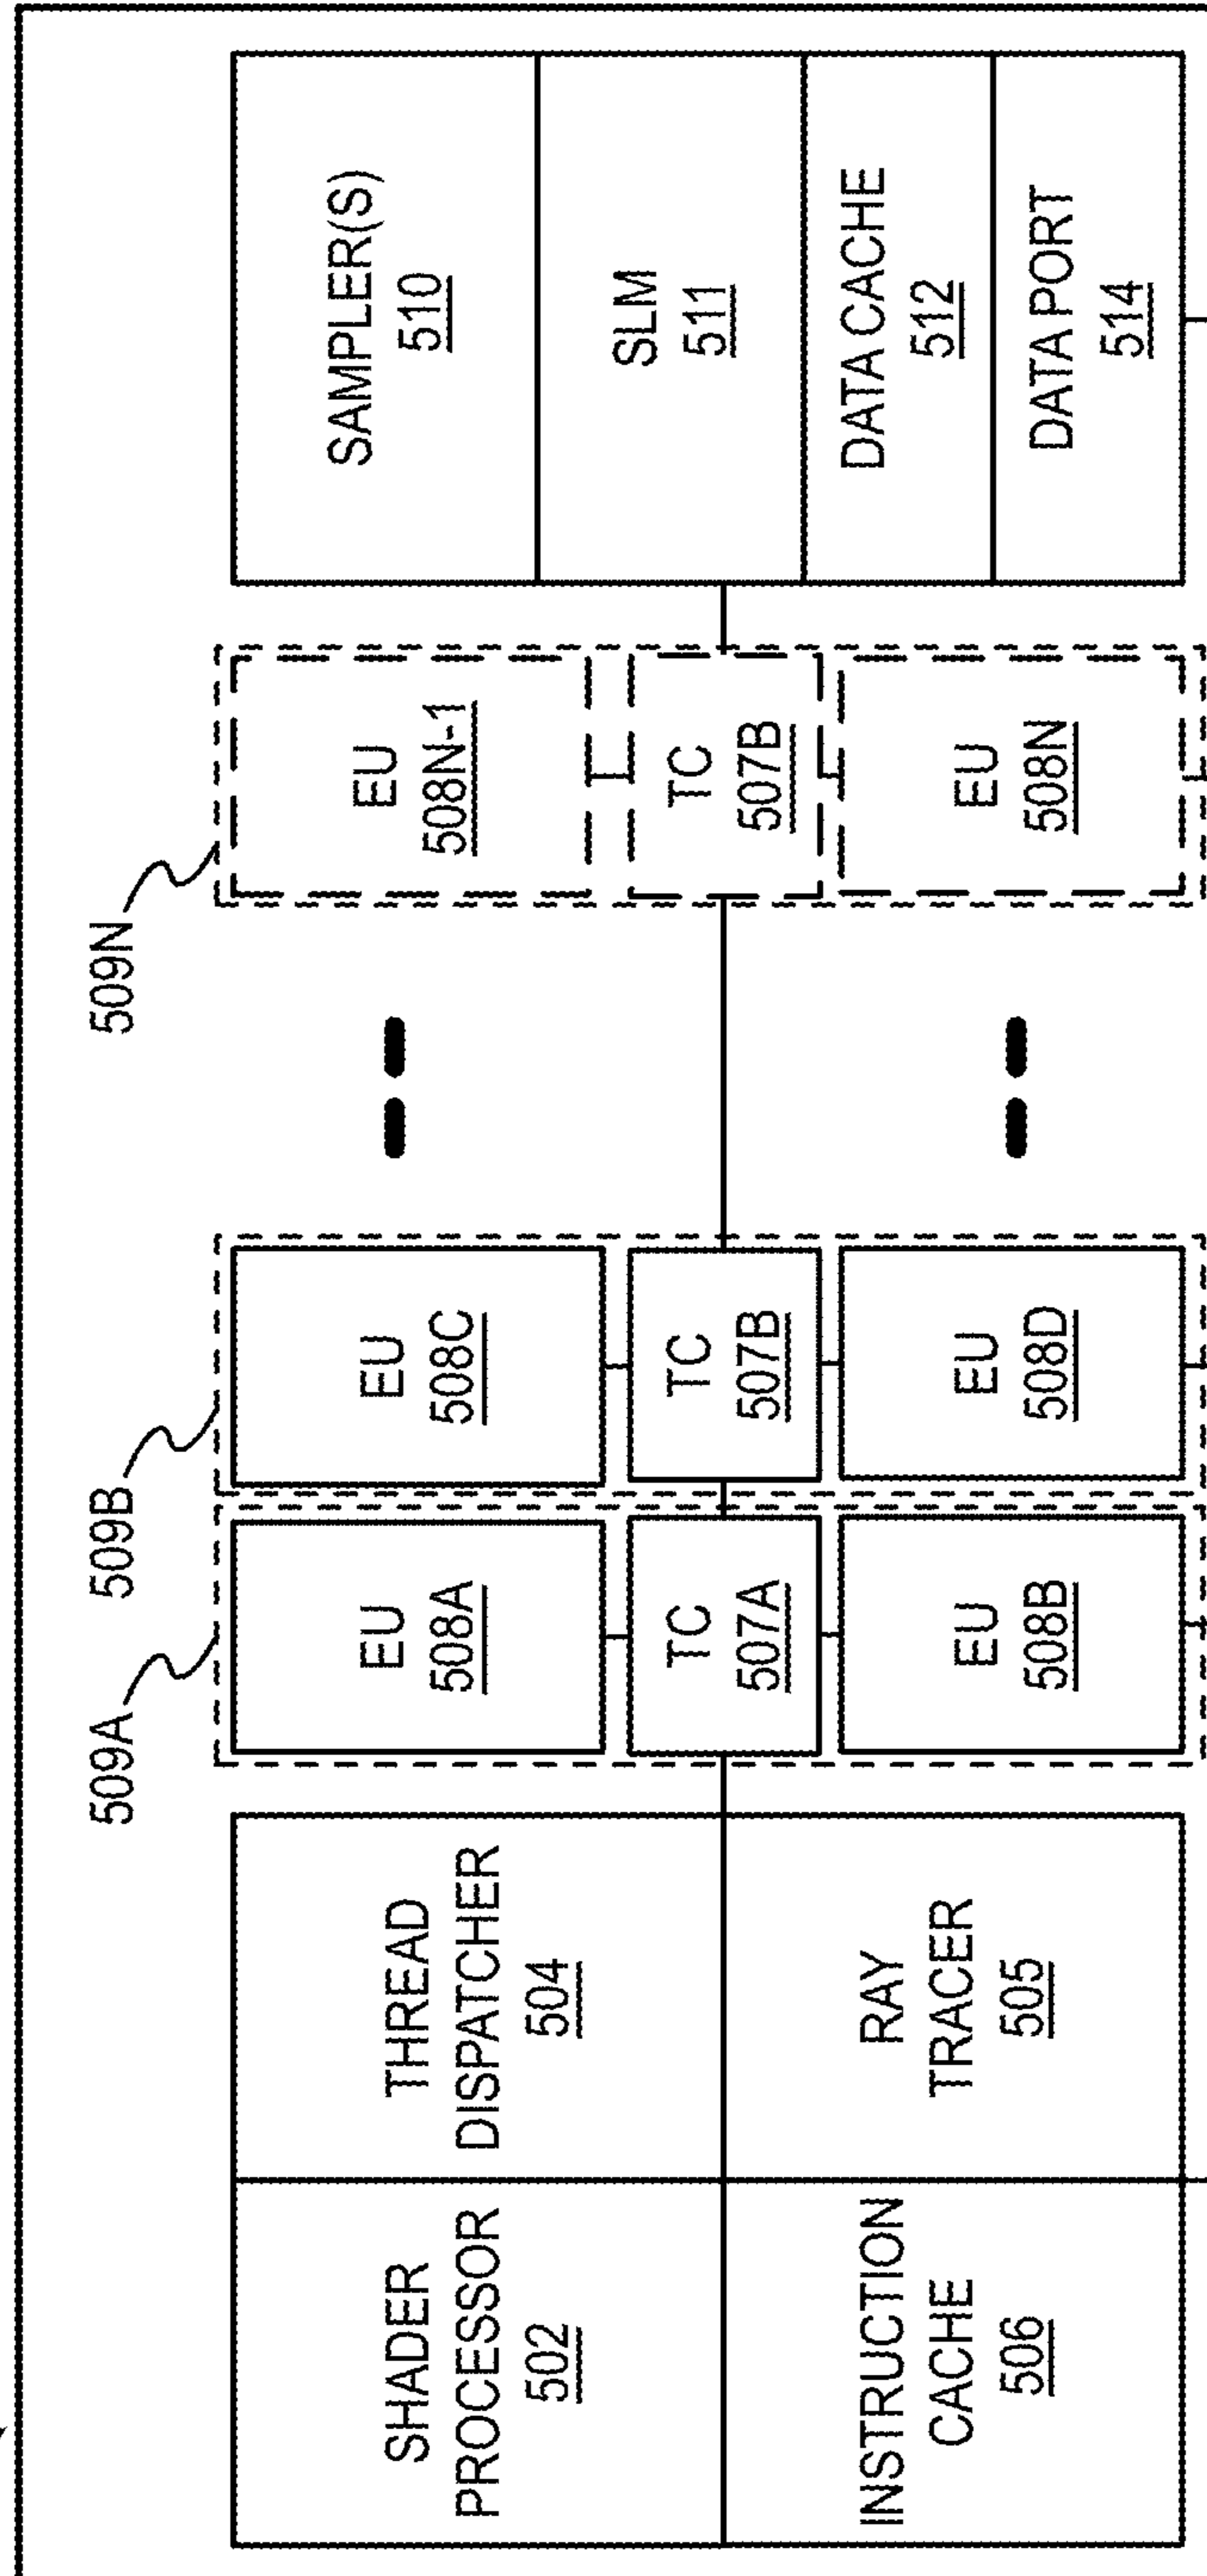 509A
509B
509N
SHADER
PROCESSOR
502
THREAD
DISPATCHER
504
INSTRUCTION
CACHE
506
RAY
TRACER
505
EU
508A
TC
507A
EU
508B
EU
508C
TC
507B
EU
508D
EU
508N-1
TC
507B
EU
508N
SAMPLER(S)
510
SLM
511
DATA CACHE
512
DATA PORT
514